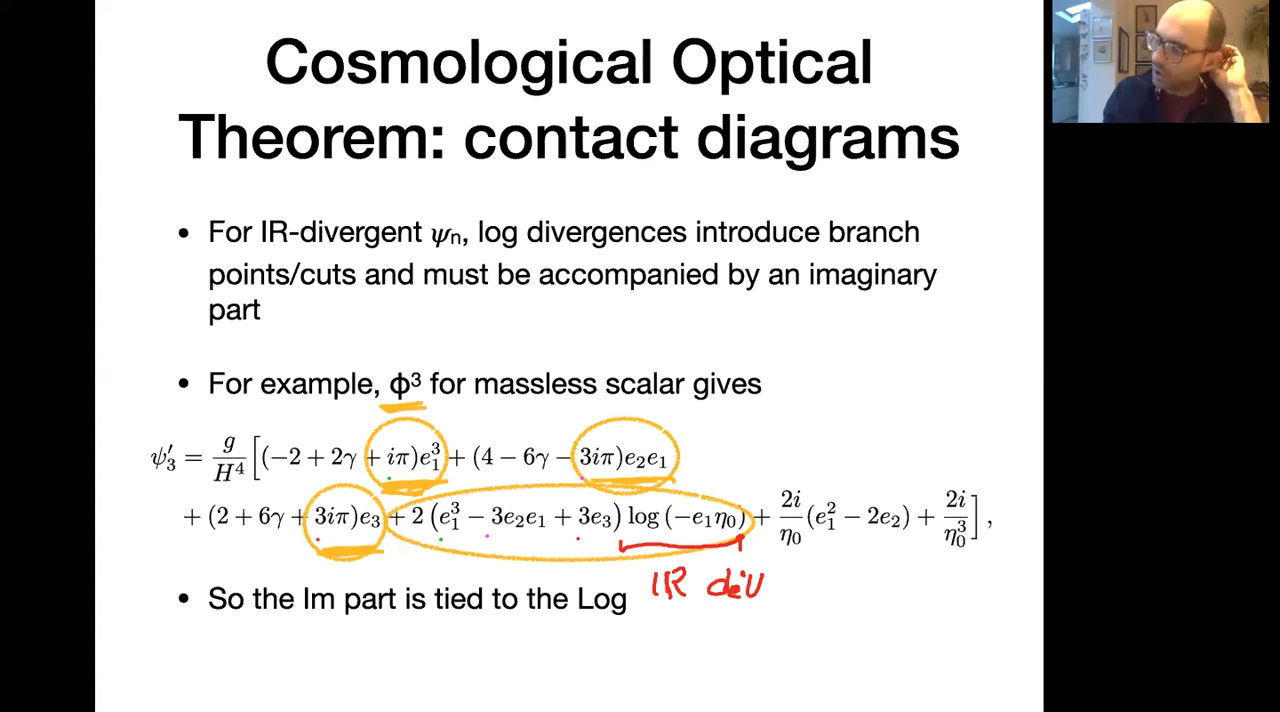 Cosmological Optical
Theorem: contact diagrams
• For IR-divergent ψₙ, log divergences introduce branch
points/cuts and must be accompanied by an imaginary
part
• For example, ϕ³ for massless scalar gives
ψ′₃ = g/H⁴ [(−2 + 2γ + iπ)e₁³ + (4 − 6γ − 3iπ)e₂e₁
+ (2 + 6γ + 3iπ)e₃ + 2 (e₁³ − 3e₂e₁ + 3e₃) log (−e₁η₀) + 2i/η₀ (e₁² − 2e₂) + 2i/η₀³] ,
IR div
• So the Im part is tied to the Log